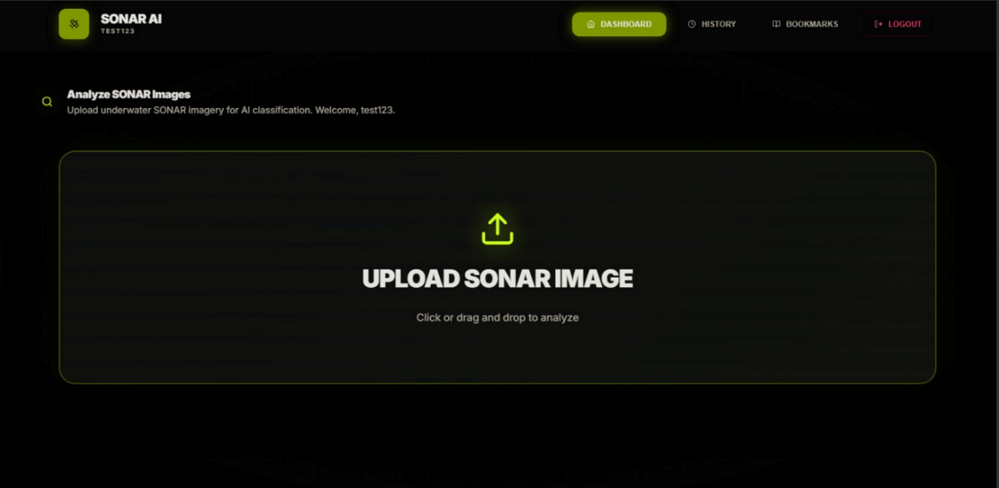 SONAR AI
TEST123
DASHBOARD
HISTORY
BOOKMARKS
LOGOUT
Analyze SONAR Images
Upload underwater SONAR imagery for AI classification. Welcome, test123.
UPLOAD SONAR IMAGE
Click or drag and drop to analyze